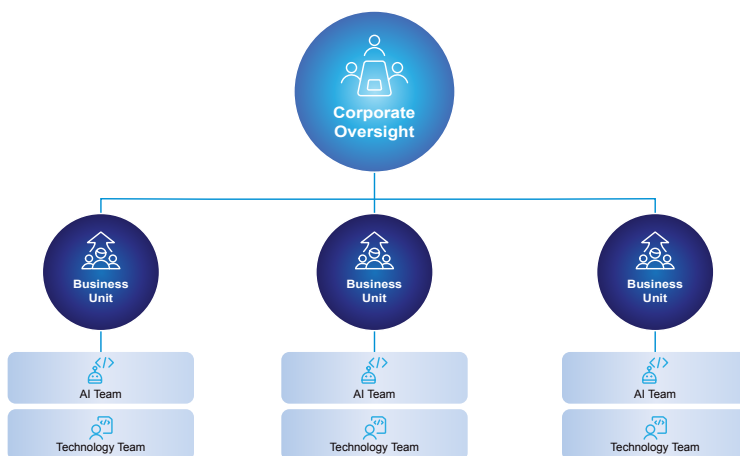 Corporate
Oversight
Business
Unit
Business
Unit
Business
Unit
</>
AI Team
</>
AI Team
</>
AI Team
</>
Technology Team
</>
Technology Team
</>
Technology Team